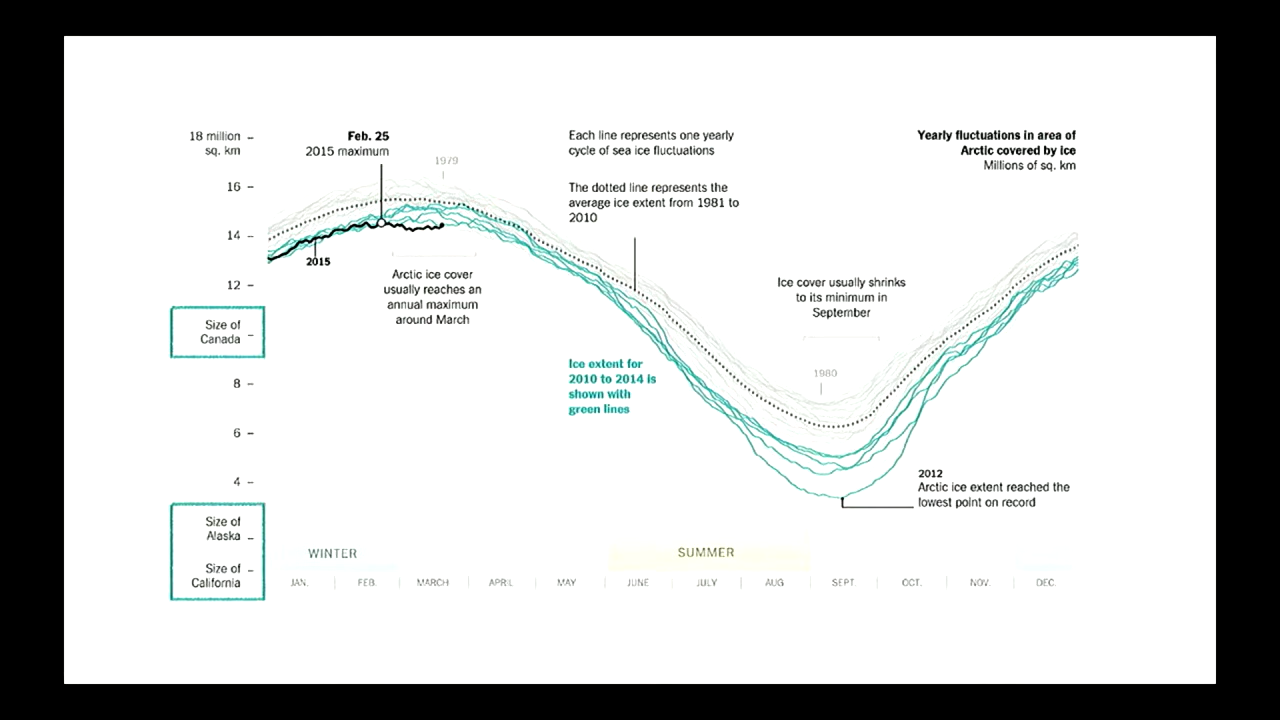 18 million
sq. km
16
14
12
Size of
Canada
8
6
4
Size of
Alaska
Size of
California
Feb. 25
2015 maximum
1979
2015
Arctic ice cover
usually reaches an
annual maximum
around March
Each line represents one yearly
cycle of sea ice fluctuations
The dotted line represents the
average ice extent from 1981 to
2010
Ice extent for
2010 to 2014 is
shown with
green lines
Yearly fluctuations in area of
Arctic covered by ice
Millions of sq. km
Ice cover usually shrinks
to its minimum in
September
1980
2012
Arctic ice extent reached the
lowest point on record
WINTER
SUMMER
JAN. FEB. MARCH APRIL MAY JUNE JULY AUG SEPT. OCT. NOV. DEC.